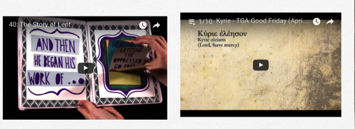 40: The Story of Lent
AND THEN
HE BEGAN HIS
WORK OF
1/10 Kyrie - TGA Good Friday (Apri
Κύριε ἐλέησον
Kyrie eleison
(Lord, have mercy)